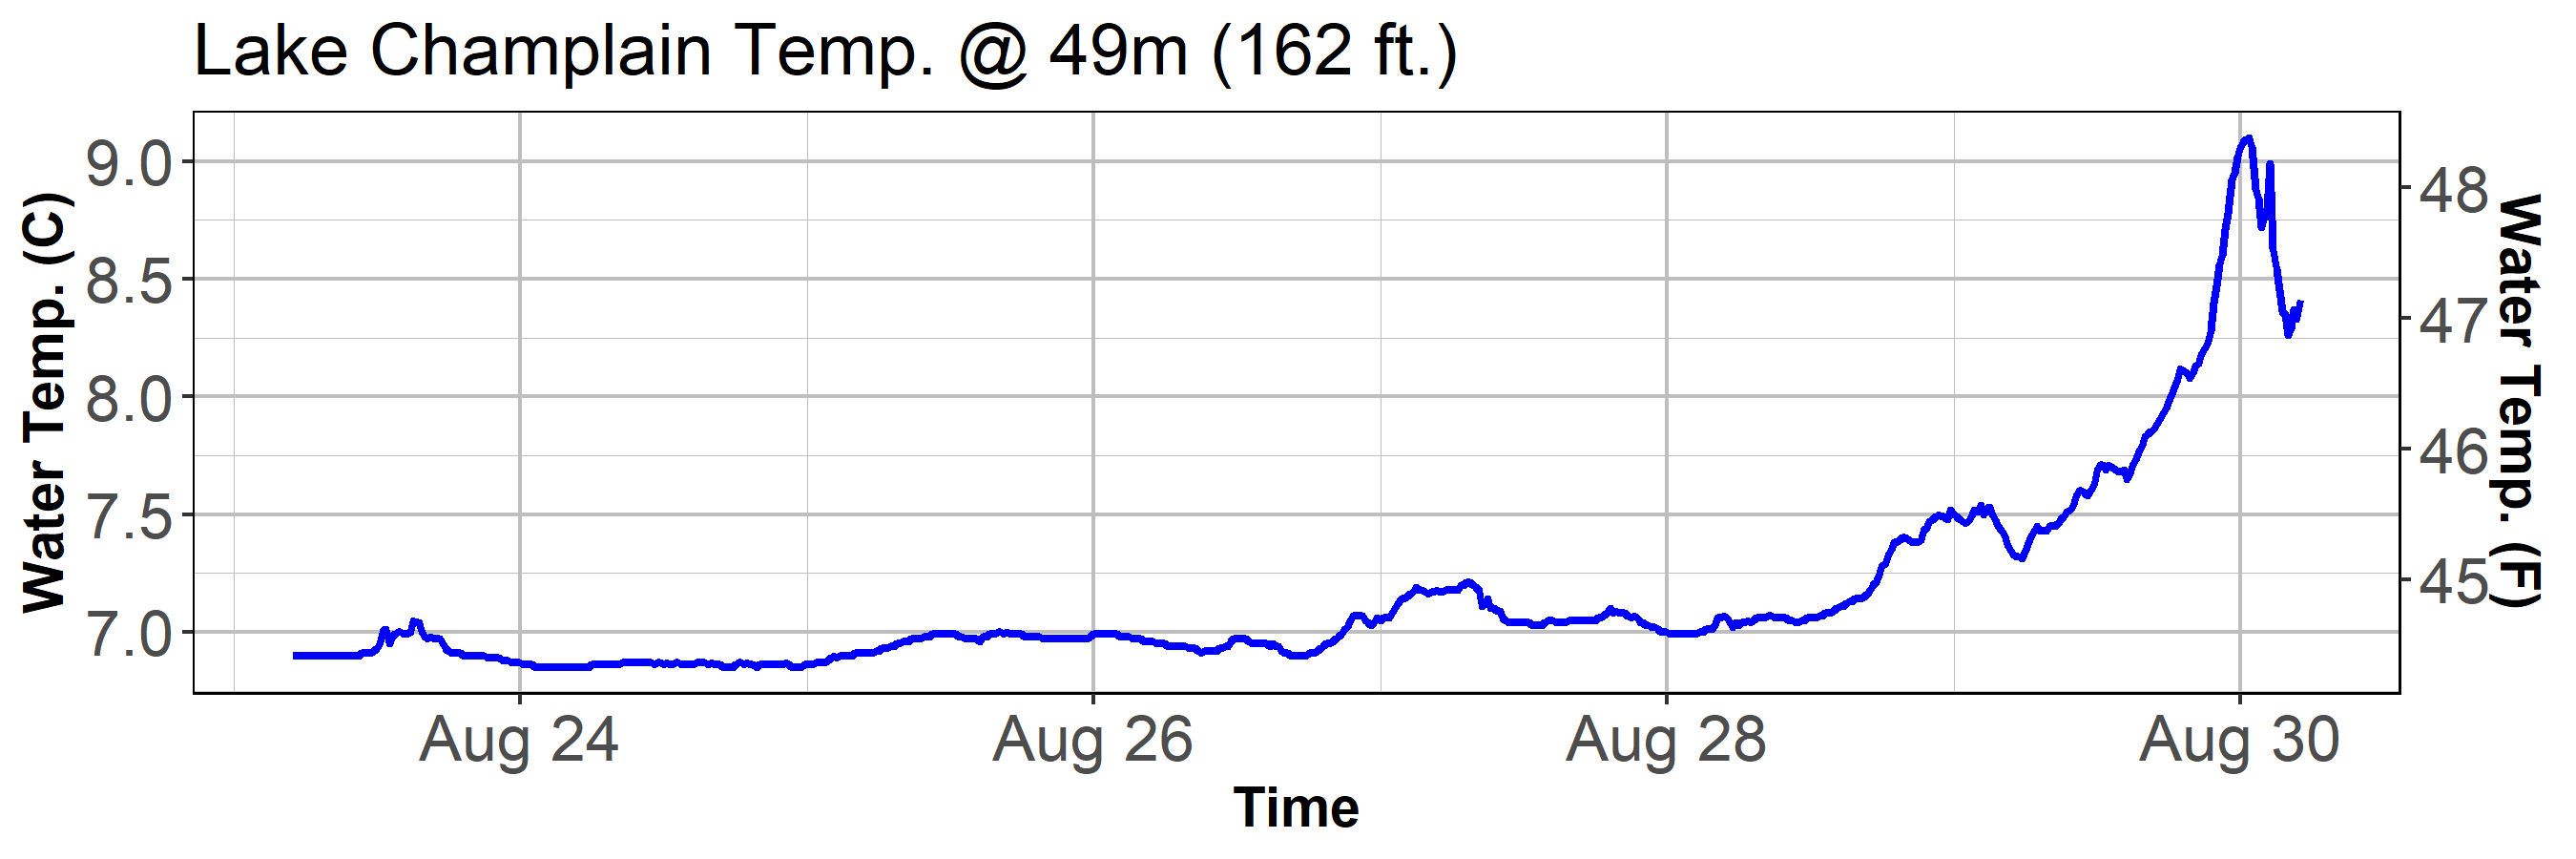 Lake Champlain Temp. @ 49m (162 ft.)
Water Temp. (C)
9.0
8.5
8.0
7.5
7.0
48
47
46
45
Water Temp. (F)
Aug 24
Aug 26
Aug 28
Aug 30
Time